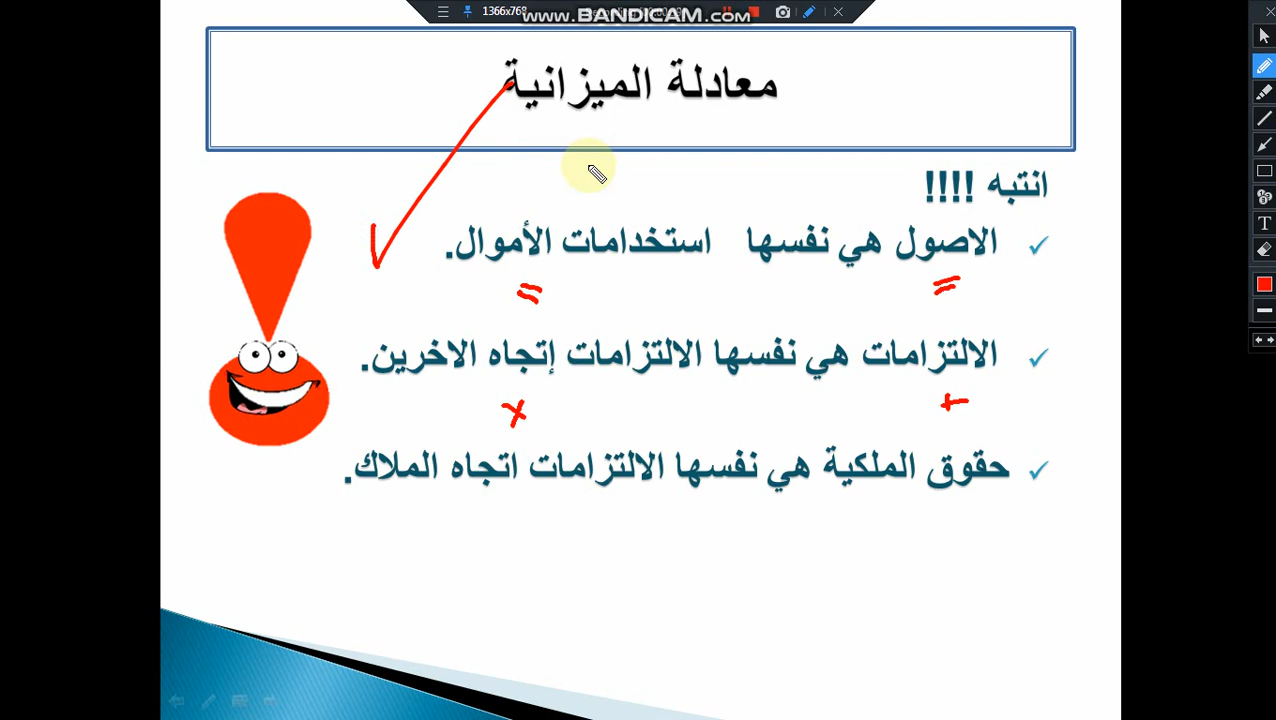 1366x768
www.BANDICAM.com
معادلة الميزانية
انتبه !!!!
الاصول هي نفسها استخدامات الأموال.
=
=
الالتزامات هي نفسها الالتزامات إتجاه الاخرين.
+
+
حقوق الملكية هي نفسها الالتزامات اتجاه الملاك.